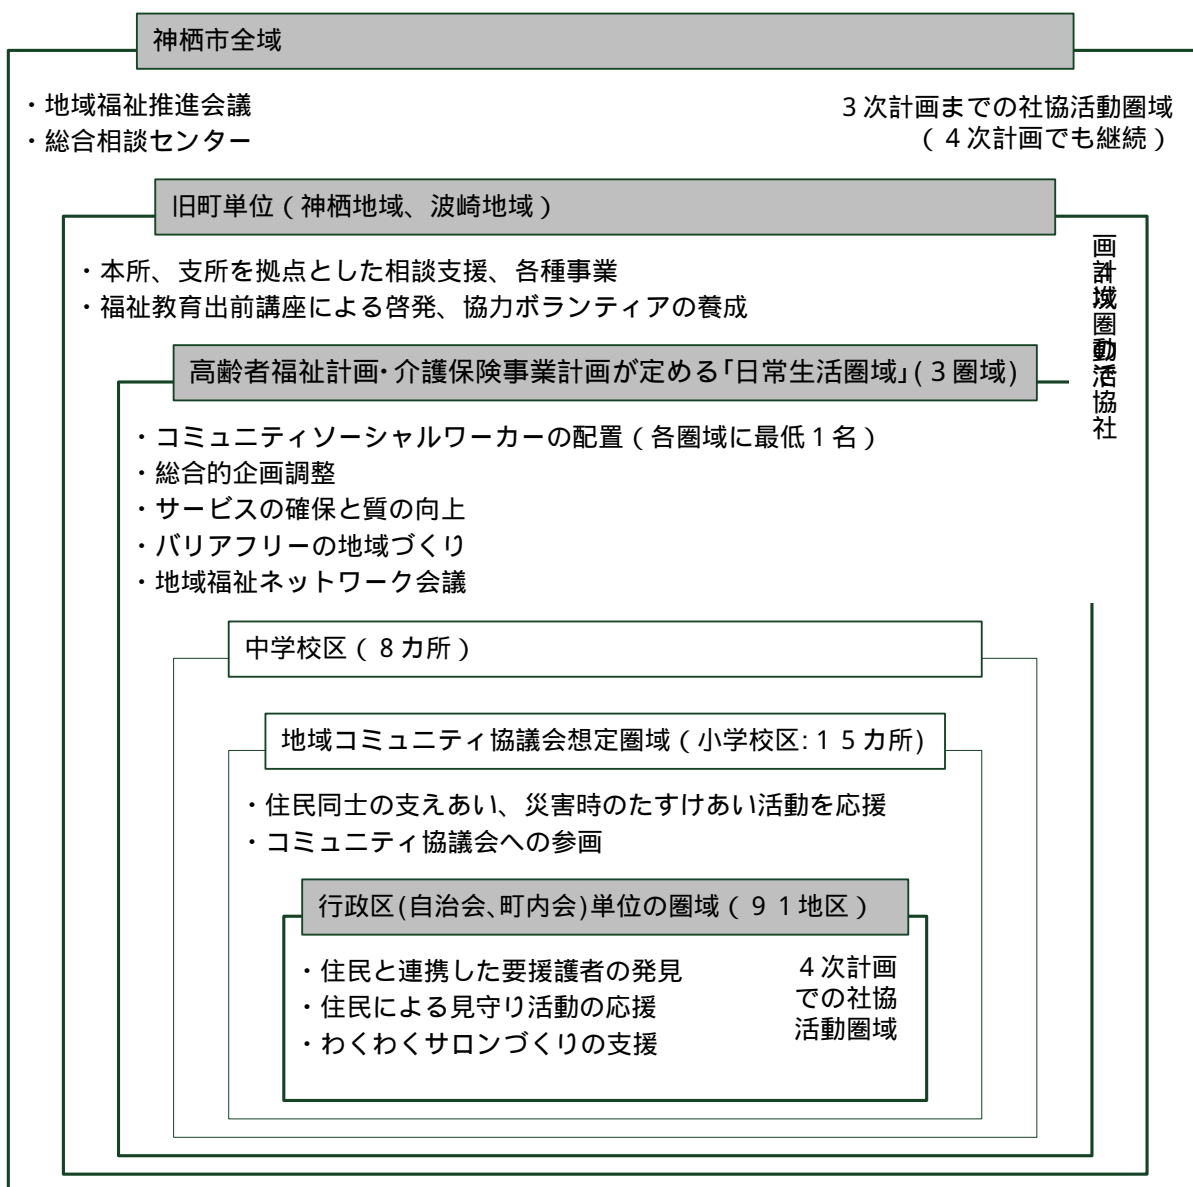 神栖市全域
・地域福祉推進会議
・総合相談センター
３次計画までの社協活動圏域
（４次計画でも継続）
旧町単位（神栖地域、波崎地域）
・本所、支所を拠点とした相談支援、各種事業
・福祉教育出前講座による啓発、協力ボランティアの養成
高齢者福祉計画・介護保険事業計画が定める「日常生活圏域」(３圏域)
・コミュニティソーシャルワーカーの配置（各圏域に最低１名）
・総合的企画調整
・サービスの確保と質の向上
・バリアフリーの地域づくり
・地域福祉ネットワーク会議
中学校区（８カ所）
地域コミュニティ協議会想定圏域（小学校区:１５カ所)
・住民同士の支えあい、災害時のたすけあい活動を応援
・コミュニティ協議会への参画
行政区(自治会、町内会)単位の圏域（９１地区）
・住民と連携した要援護者の発見
・住民による見守り活動の応援
・わくわくサロンづくりの支援
４次計画
での社協
活動圏域